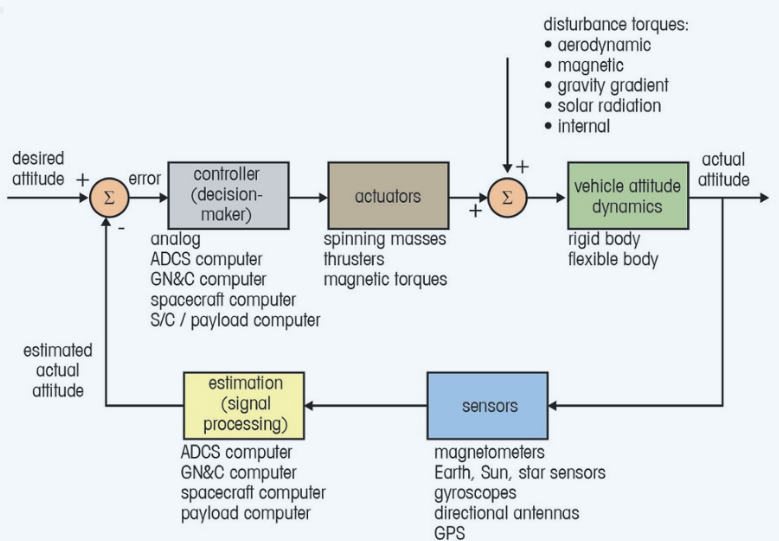 disturbance torques:
• aerodynamic
• magnetic
• gravity gradient
• solar radiation
• internal
desired
attitude
+
Σ
-
error
controller
(decision-
maker)
analog
ADCS computer
GN&C computer
spacecraft computer
S/C / payload computer
actuators
spinning masses
thrusters
magnetic torques
+
+
Σ
vehicle attitude
dynamics
rigid body
flexible body
actual
attitude
estimated
actual
attitude
estimation
(signal
processing)
ADCS computer
GN&C computer
spacecraft computer
payload computer
sensors
magnetometers
Earth, Sun, star sensors
gyroscopes
directional antennas
GPS